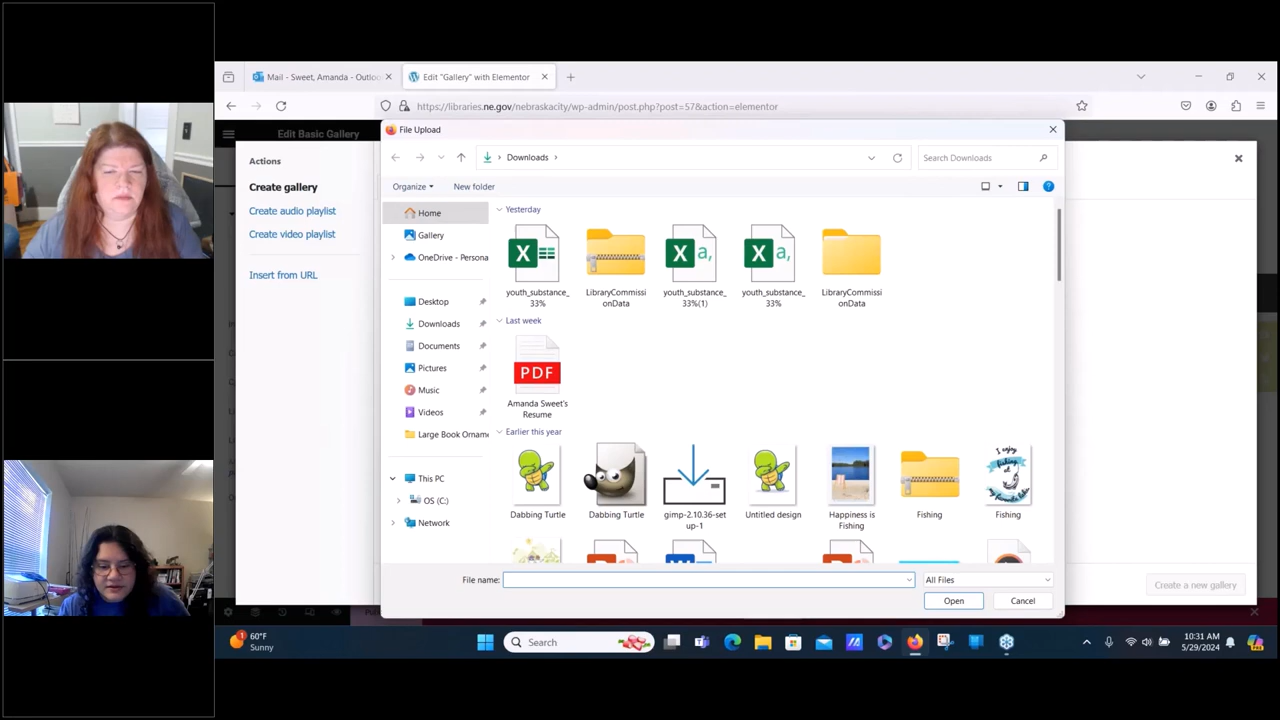 Mail - Sweet, Amanda - Outlook
Edit "Gallery" with Elementor
https://libraries.ne.gov/nebraskacity/wp-admin/post.php?post=57&action=elementor
Edit Basic Gallery
File Upload
Actions
Create gallery
Create audio playlist
Create video playlist
Insert from URL
Downloads
Search Downloads
Organize
New folder
Home
Gallery
OneDrive - Persona
Desktop
Downloads
Documents
Pictures
Music
Videos
Large Book Orname
This PC
OS (C:)
Network
Yesterday
youth_substance_
33%
LibraryCommissi
onData
youth_substance_
33%(1)
youth_substance_
33%
LibraryCommissi
onData
Last week
PDF
Amanda Sweet's
Resume
Earlier this year
I enjoy
fishing
Dabbing Turtle
Dabbing Turtle
gimp-2.10.36-set
up-1
Untitled design
Happiness is
Fishing
Fishing
Fishing
File name:
All Files
Open
Cancel
Create a new gallery
1
60°F
Sunny
Search
10:31 AM
5/29/2024